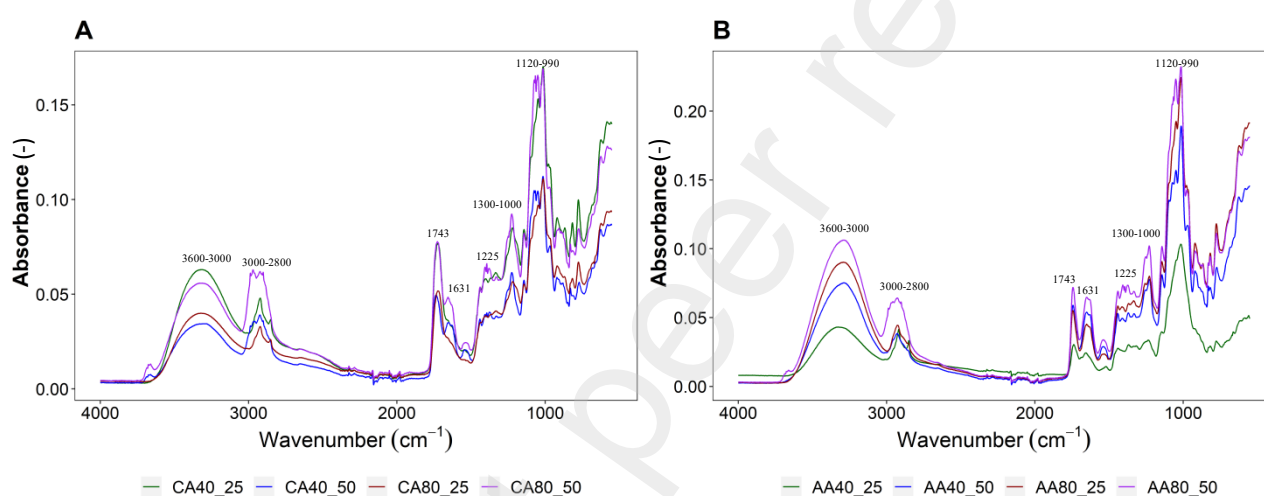 A
1120-990
0.15
0.10
0.05
0.00
Absorbance (-)
3600-3000
3000-2800
1743
1631
1225
1300-1000
4000
3000
2000
1000
Wavenumber (cm⁻¹)
CA40_25
CA40_50
CA80_25
CA80_50
B
1120-990
0.20
0.15
0.10
0.05
0.00
Absorbance (-)
3600-3000
3000-2800
1743
1631
1225
1300-1000
4000
3000
2000
1000
Wavenumber (cm⁻¹)
AA40_25
AA40_50
AA80_25
AA80_50
peer re